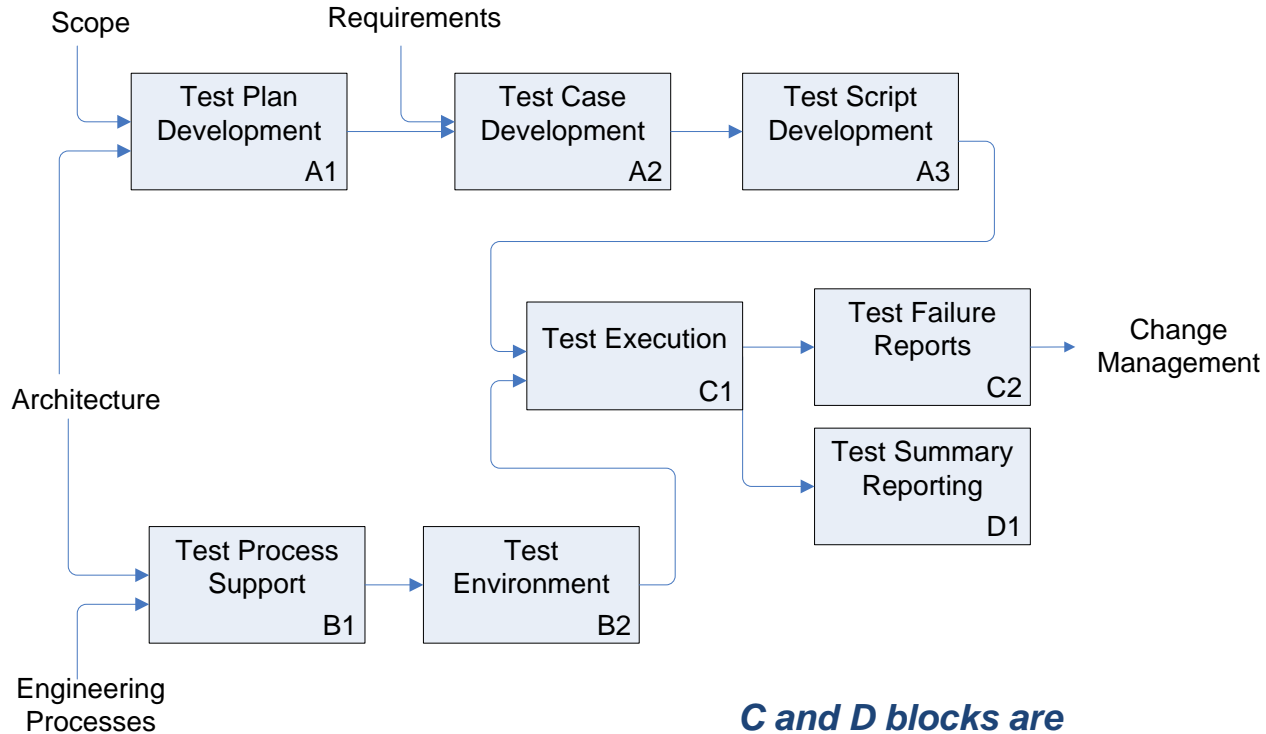 Scope
Requirements
Test Plan
Development
A1
Test Case
Development
A2
Test Script
Development
A3
Test Execution
C1
Test Failure
Reports
C2
Change
Management
Architecture
Test Summary
Reporting
D1
Test Process
Support
B1
Test
Environment
B2
Engineering
Processes
C and D blocks are